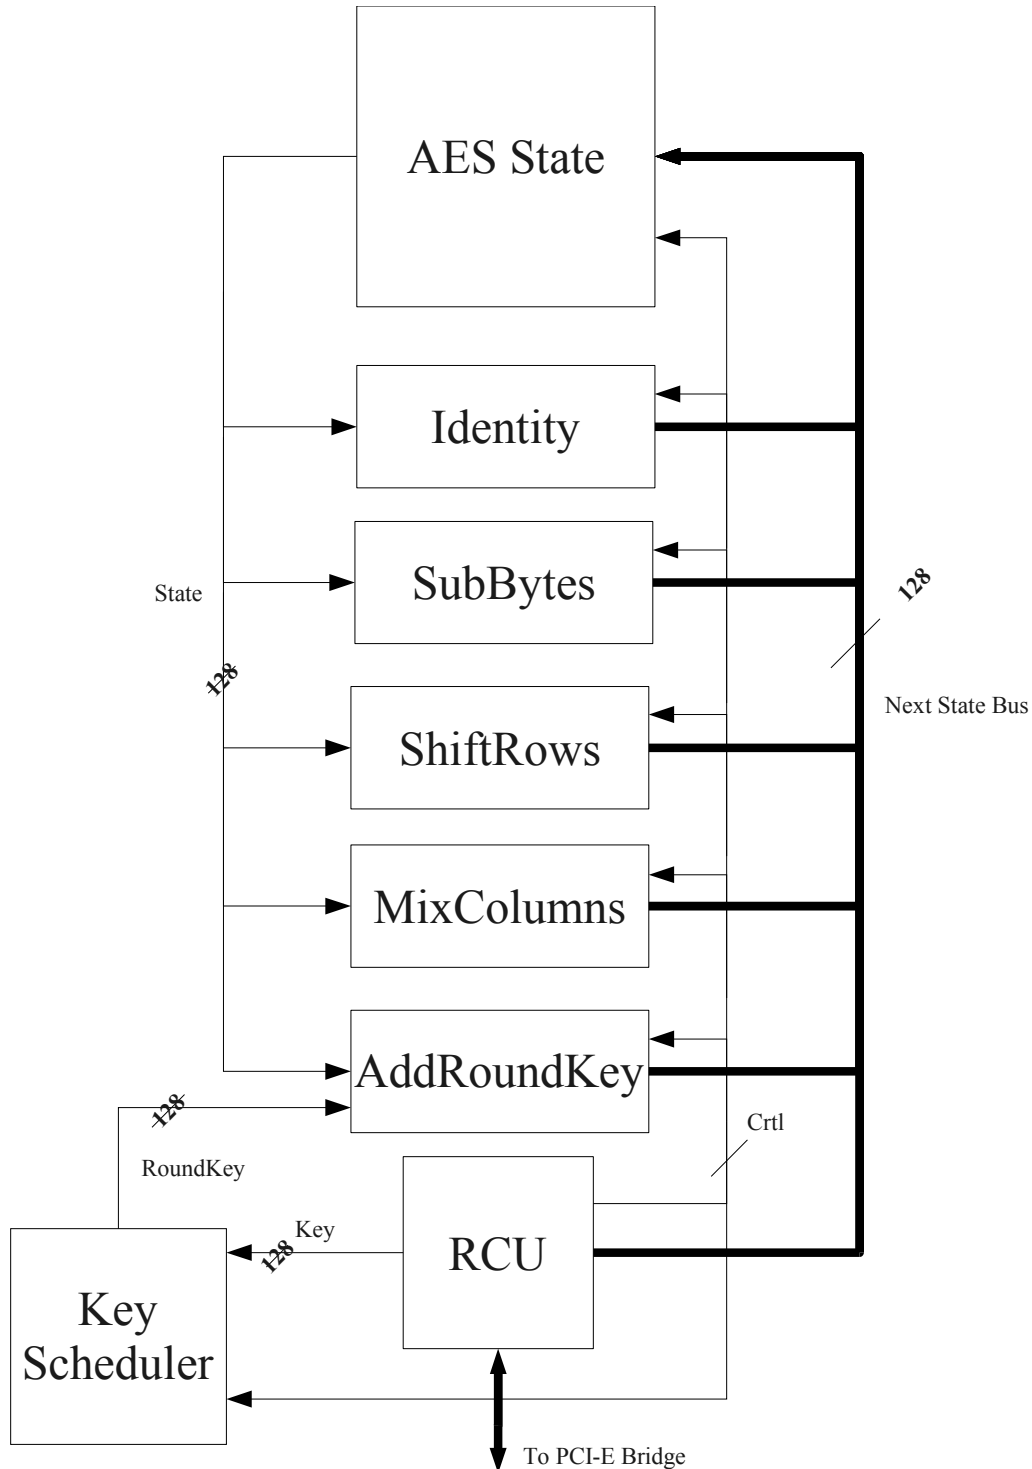 AES State
Identity
SubBytes
State
128
128
Next State Bus
ShiftRows
MixColumns
AddRoundKey
128
RoundKey
Crtl
Key
128
RCU
Key
Scheduler
To PCI-E Bridge